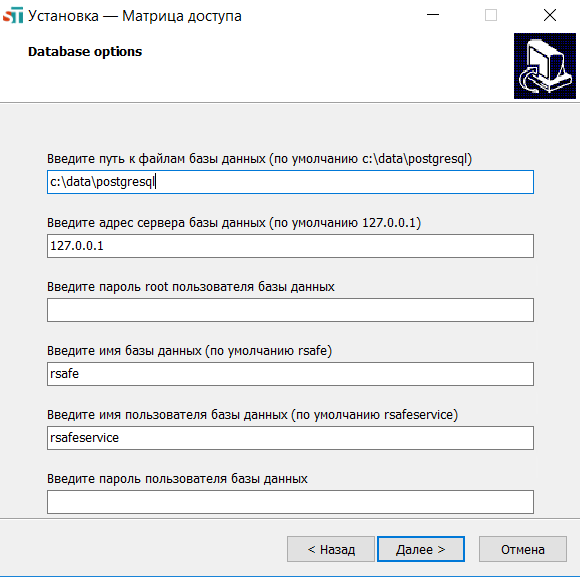 Установка — Матрица доступа
Database options
Введите путь к файлам базы данных (по умолчанию c:\data\postgresql)
c:\data\postgresql
Введите адрес сервера базы данных (по умолчанию 127.0.0.1)
127.0.0.1
Введите пароль root пользователя базы данных
Введите имя базы данных (по умолчанию rsafe)
rsafe
Введите имя пользователя базы данных (по умолчанию rsafeservice)
rsafeservice
Введите пароль пользователя базы данных
< Назад Далее > Отмена